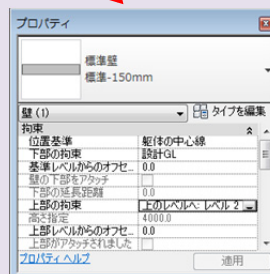 プロパティ
標準壁
標準-150mm
壁 (1)
タイプを編集
拘束
位置基準 躯体の中心線
下部の拘束 設計GL
基準レベルからのオフセ... 0.0
壁の下部をアタッチ
下部の延長距離 0.0
上部の拘束 上のレベルへ: レベル 2
高さ指定 4000.0
上部レベルからのオフセ... 0.0
上部がアタッチされました
プロパティ ヘルプ
適用